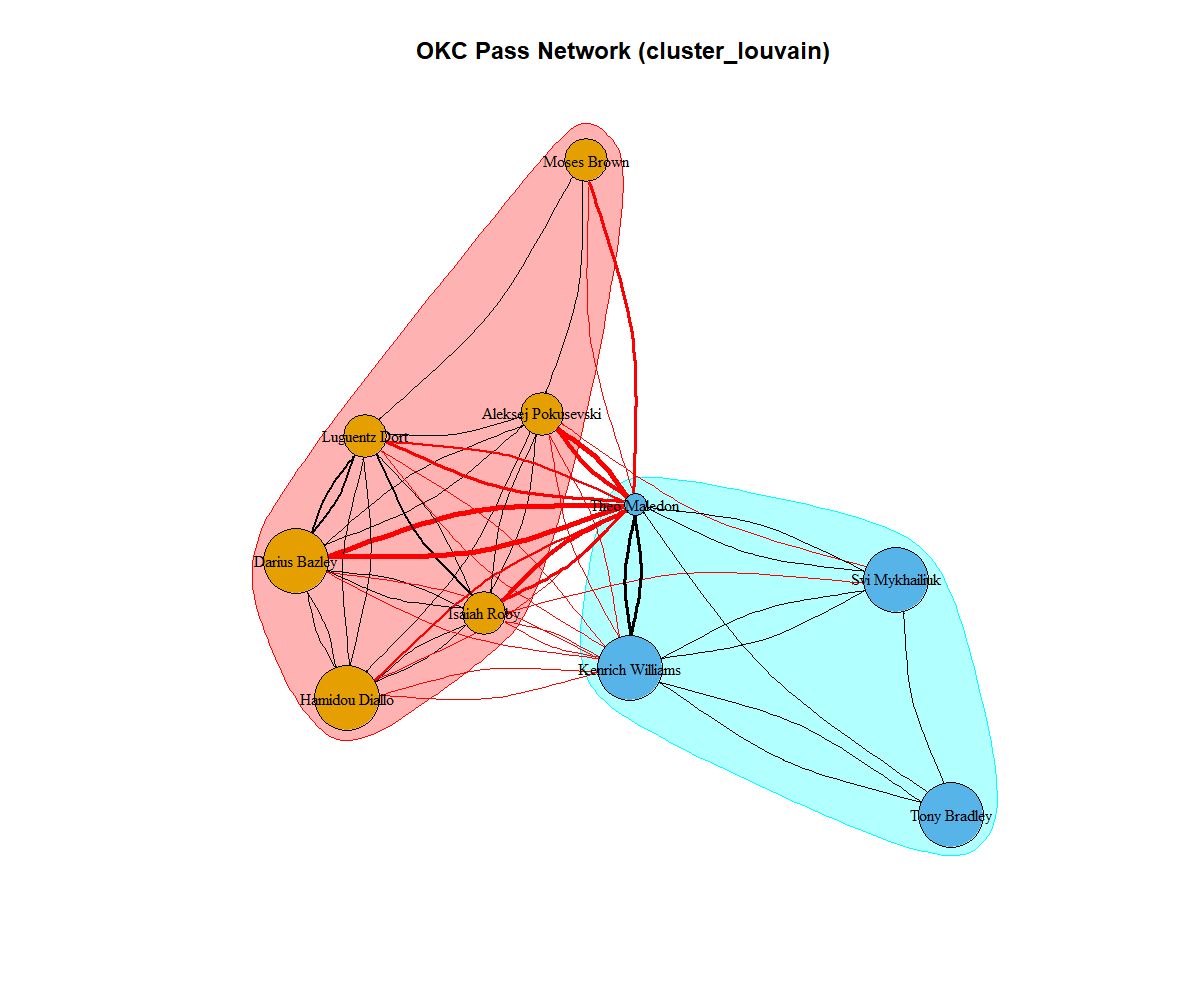 OKC Pass Network (cluster_louvain)
Moses Brown
Aleksej Pokusevski
Luguentz Dort
Theo Maledon
Darius Bazley
Svi Mykhailiuk
Isaiah Roby
Kenrich Williams
Hamidou Diallo
Tony Bradley